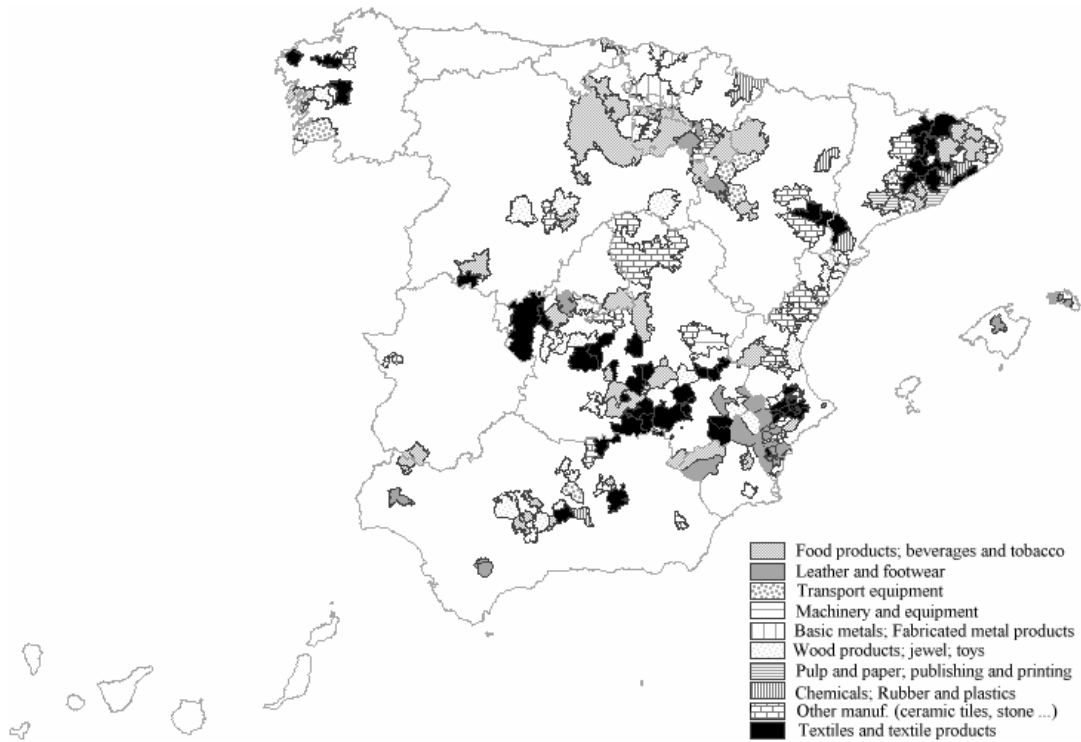 Food products; beverages and tobacco
Leather and footwear
Transport equipment
Machinery and equipment
Basic metals; Fabricated metal products
Wood products; jewel; toys
Pulp and paper; publishing and printing
Chemicals; Rubber and plastics
Other manuf. (ceramic tiles, stone ...)
Textiles and textile products